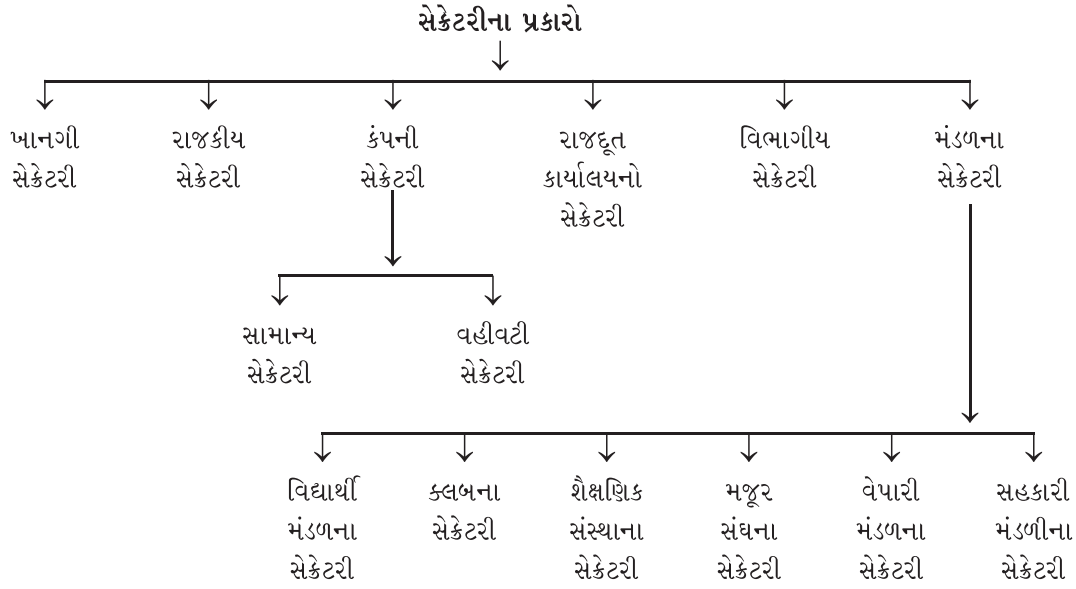 સેક્રેટરીના પ્રકારો
ખાનગી
સેક્રેટરી
રાજકીય
સેક્રેટરી
કંપની
સેક્રેટરી
રાજદૂત
કાર્યાલયનો
સેક્રેટરી
વિભાગીય
સેક્રેટરી
મંડળના
સેક્રેટરી
સામાન્ય
સેક્રેટરી
વહીવટી
સેક્રેટરી
વિદ્યાર્થી
મંડળના
સેક્રેટરી
ક્લબના
સેક્રેટરી
શૈક્ષણિક
સંસ્થાના
સેક્રેટરી
મજૂર
સંઘના
સેક્રેટરી
વેપારી
મંડળના
સેક્રેટરી
સહકારી
મંડળીના
સેક્રેટરી